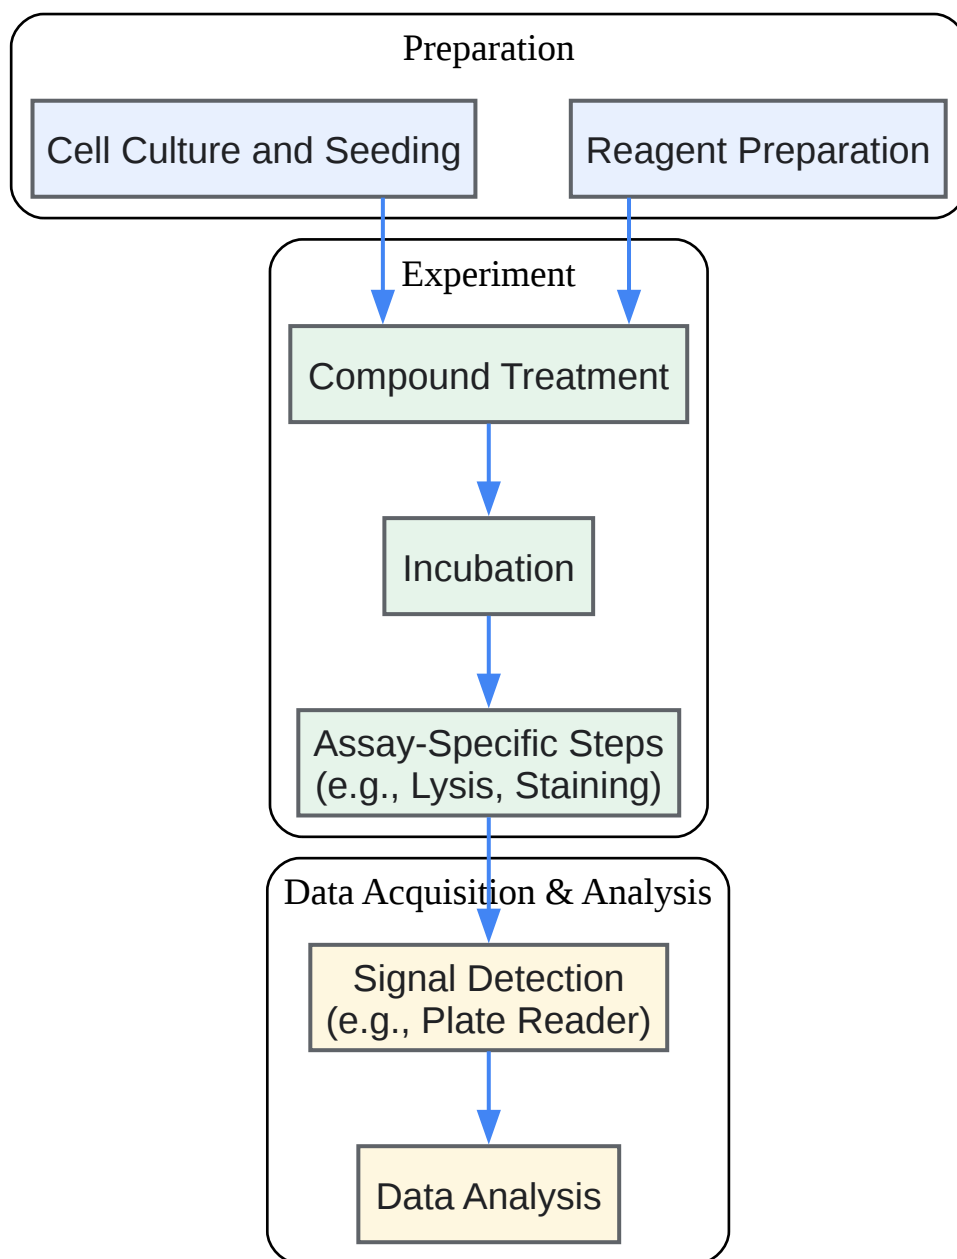 Preparation
Cell Culture and Seeding
Reagent Preparation
Experiment
Compound Treatment
Incubation
Assay-Specific Steps
(e.g., Lysis, Staining)
Data Acquisition & Analysis
Signal Detection
(e.g., Plate Reader)
Data Analysis